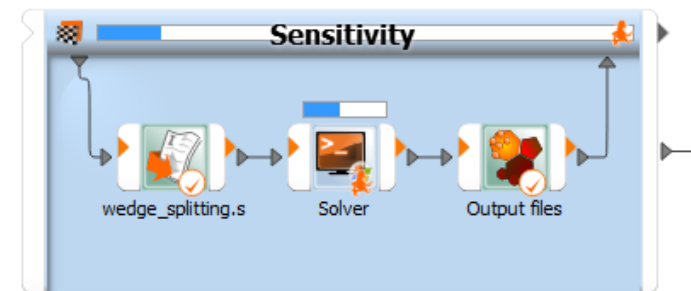 Sensitivity
>_
wedge_splitting.s
Solver
Output files